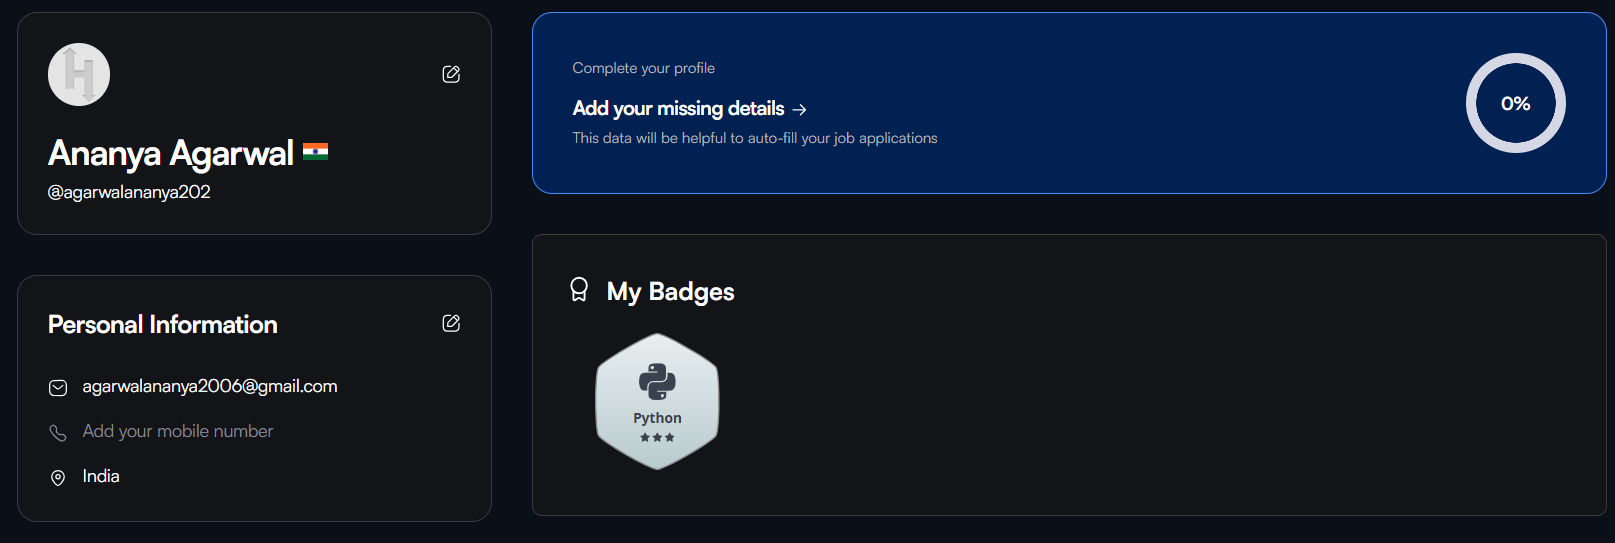 Ananya Agarwal
@agarwalananya202
Personal Information
agarwalananya2006@gmail.com
Add your mobile number
India
Complete your profile
Add your missing details →
This data will be helpful to auto-fill your job applications
0%
My Badges
Python